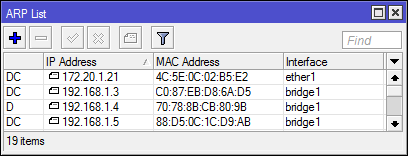 ARP List
Find
IP Address MAC Address Interface
DC 172.20.1.21 4C:5E:0C:02:B5:E2 ether1
DC 192.168.1.3 C0:87:EB:D8:6A:D5 bridge1
D 192.168.1.4 70:78:8B:CB:80:9B bridge1
DC 192.168.1.5 88:D5:0C:1C:D9:AB bridge1
19 items